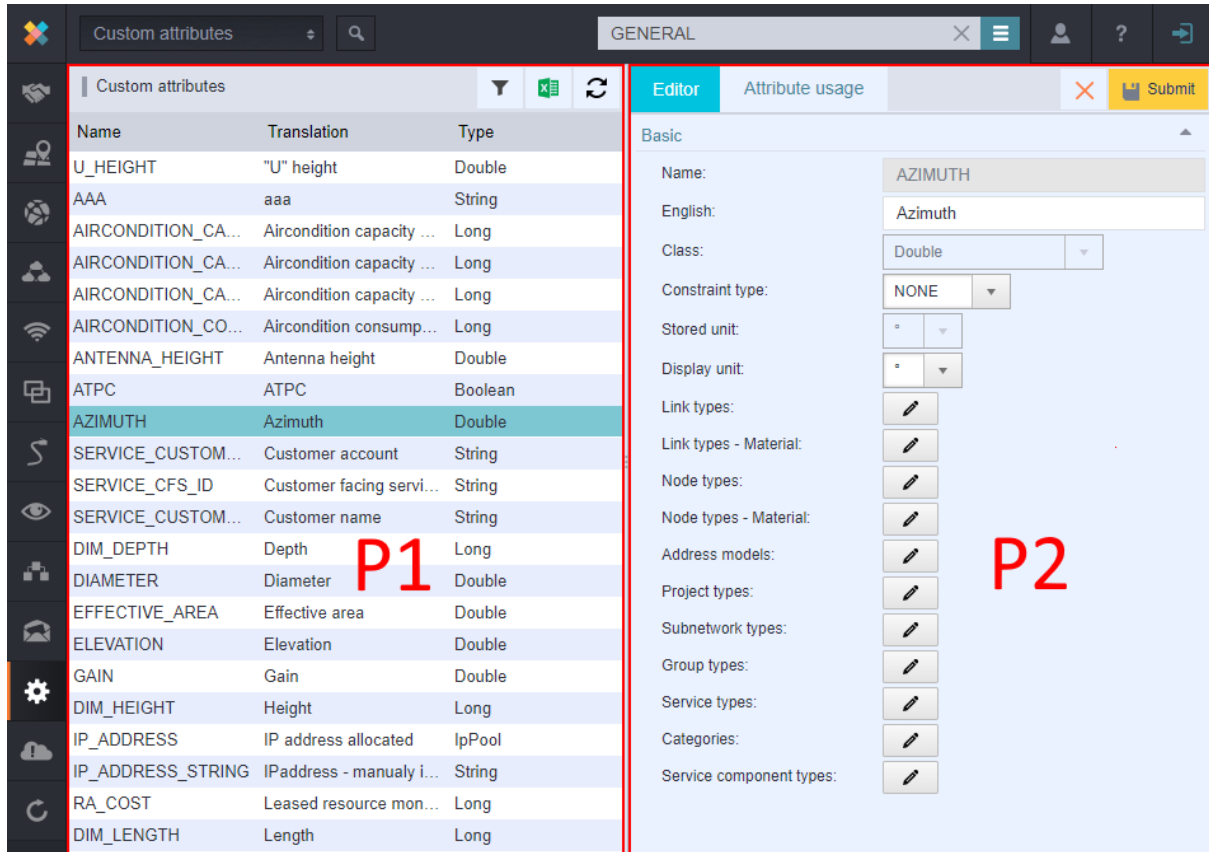 Custom attributes
GENERAL
?
Custom attributes
Name Translation Type
U_HEIGHT "U" height Double
AAA aaa String
AIRCONDITION_CA... Aircondition capacity ... Long
AIRCONDITION_CA... Aircondition capacity ... Long
AIRCONDITION_CA... Aircondition capacity ... Long
AIRCONDITION_CO... Aircondition consump... Long
ANTENNA_HEIGHT Antenna height Double
ATPC ATPC Boolean
AZIMUTH Azimuth Double
SERVICE_CUSTOM... Customer account String
SERVICE_CFS_ID Customer facing servi... String
SERVICE_CUSTOM... Customer name String
DIM_DEPTH Depth Long
DIAMETER Diameter Double
EFFECTIVE_AREA Effective area Double
ELEVATION Elevation Double
GAIN Gain Double
DIM_HEIGHT Height Long
IP_ADDRESS IP address allocated IpPool
IP_ADDRESS_STRING IPaddress - manualy i... String
RA_COST Leased resource mon... Long
DIM_LENGTH Length Long
P1
Editor Attribute usage Submit
Basic
Name: AZIMUTH
English: Azimuth
Class: Double
Constraint type: NONE
Stored unit: °
Display unit: °
Link types:
Link types - Material:
Node types:
Node types - Material:
Address models:
Project types:
Subnetwork types:
Group types:
Service types:
Categories:
Service component types:
P2